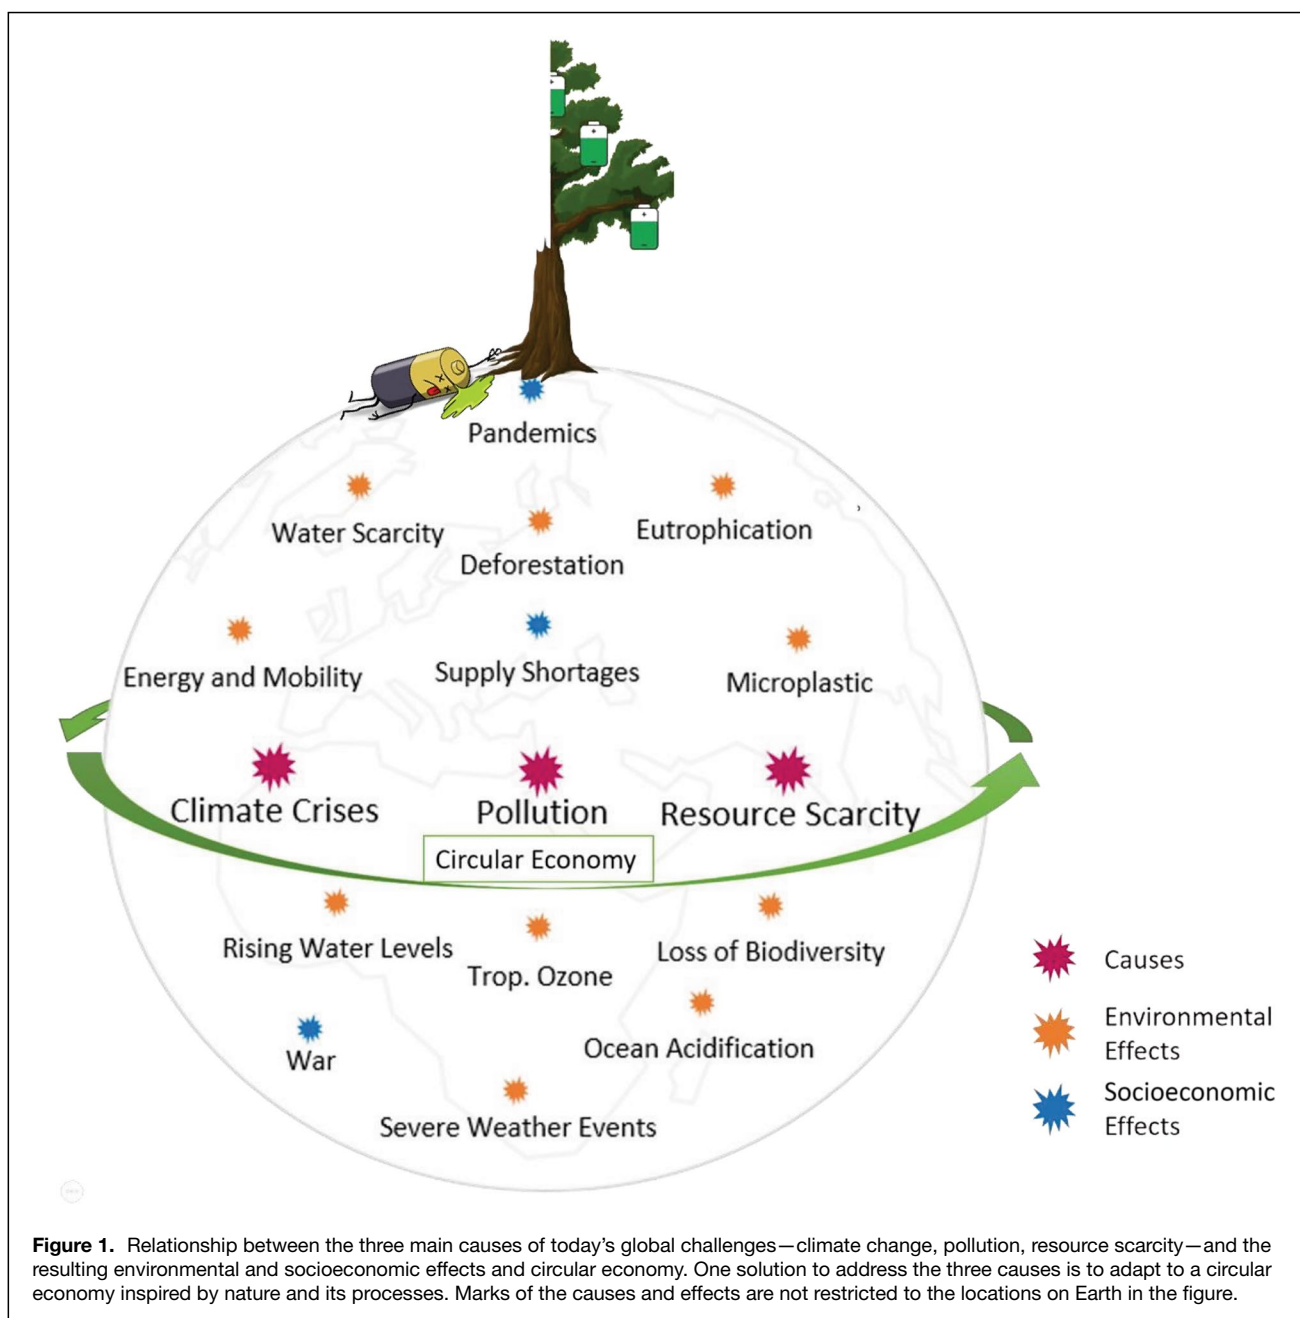 Pandemics
Water Scarcity
Eutrophication
Deforestation
Energy and Mobility
Supply Shortages
Microplastic
Climate Crises
Pollution
Resource Scarcity
Circular Economy
Rising Water Levels
Trop. Ozone
Loss of Biodiversity
War
Ocean Acidification
Severe Weather Events
Causes
Environmental
Effects
Socioeconomic
Effects
Figure 1. Relationship between the three main causes of today's global challenges—climate change, pollution, resource scarcity—and the
resulting environmental and socioeconomic effects and circular economy. One solution to address the three causes is to adapt to a circular
economy inspired by nature and its processes. Marks of the causes and effects are not restricted to the locations on Earth in the figure.